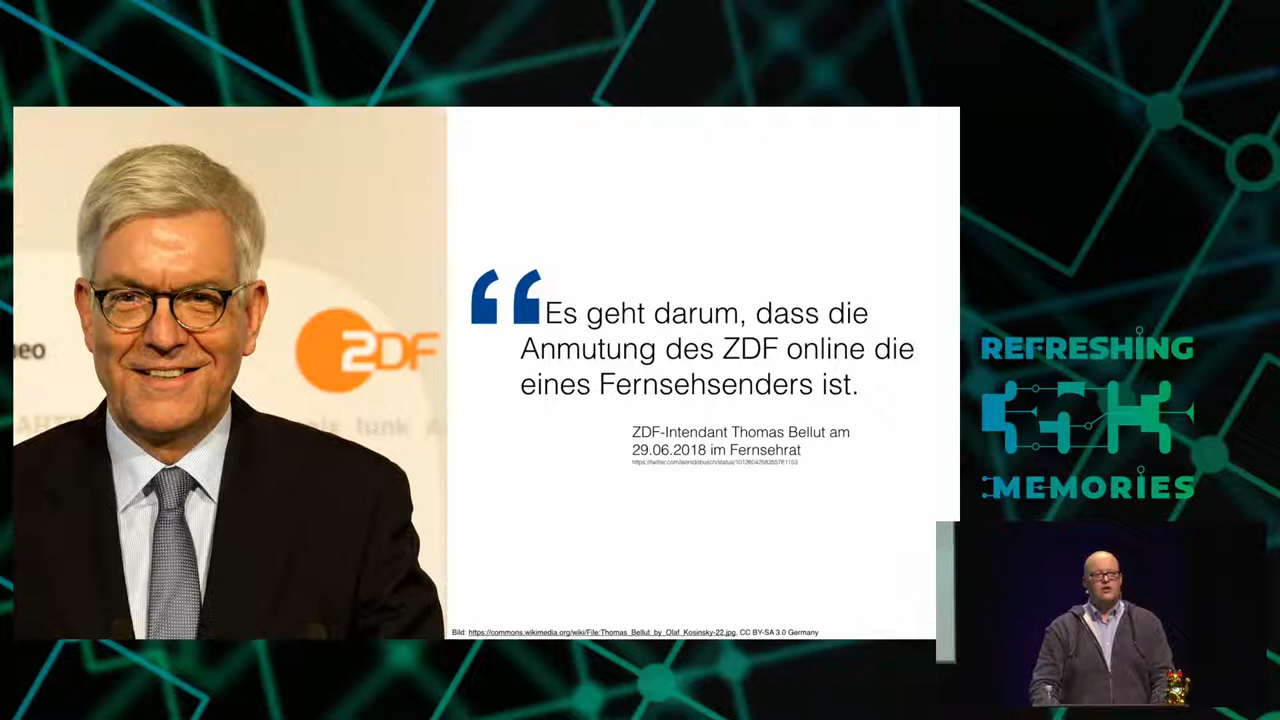 neo
ZDF
“Es geht darum, dass die
Anmutung des ZDF online die
eines Fernsehsenders ist.
ZDF-Intendant Thomas Bellut am
29.06.2018 im Fernsehrat
Bild: https://commons.wikimedia.org/wiki/File:Thomas_Bellut_by_Olaf_Kosinsky-22.jpg, CC BY-SA 3.0 Germany
REFRESHING
MEMORIES